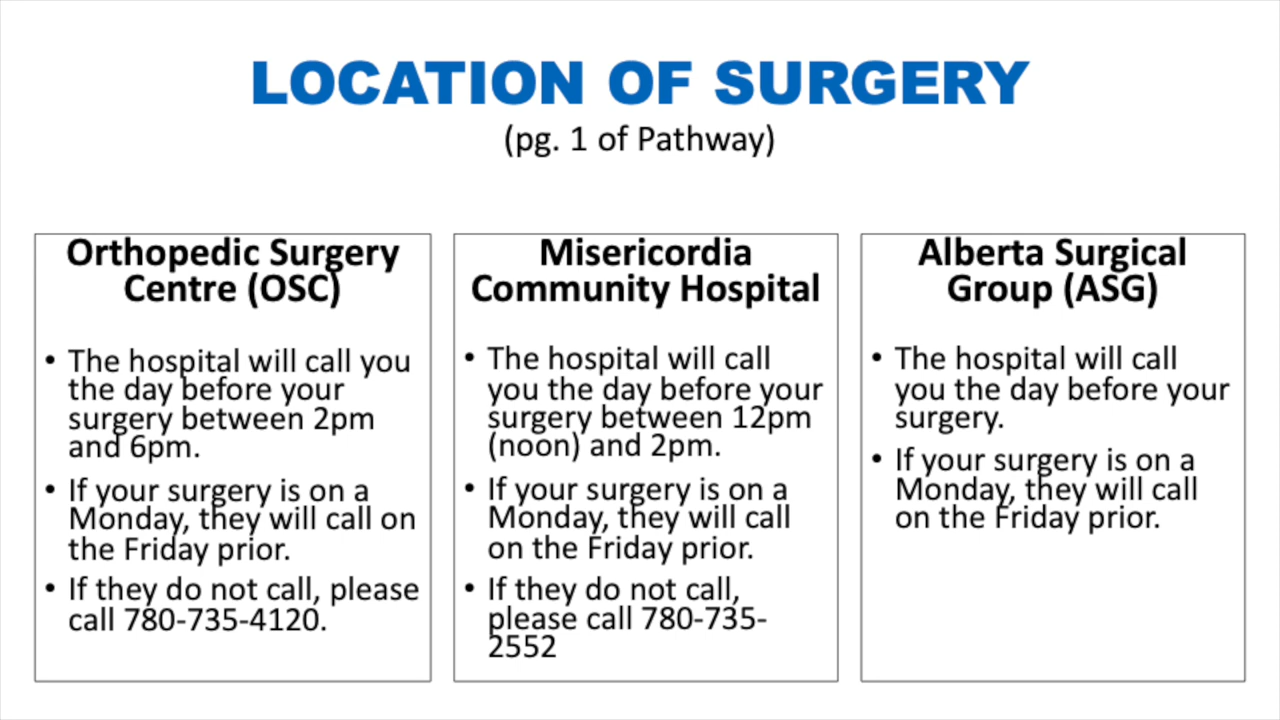 LOCATION OF SURGERY
(pg. 1 of Pathway)
Orthopedic Surgery
Centre (OSC)
• The hospital will call you
the day before your
surgery between 2pm
and 6pm.
• If your surgery is on a
Monday, they will call on
the Friday prior.
• If they do not call, please
call 780-735-4120.
Misericordia
Community Hospital
• The hospital will call
you the day before your
surgery between 12pm
(noon) and 2pm.
• If your surgery is on a
Monday, they will call
on the Friday prior.
• If they do not call,
please call 780-735-
2552
Alberta Surgical
Group (ASG)
• The hospital will call
you the day before your
surgery.
• If your surgery is on a
Monday, they will call
on the Friday prior.